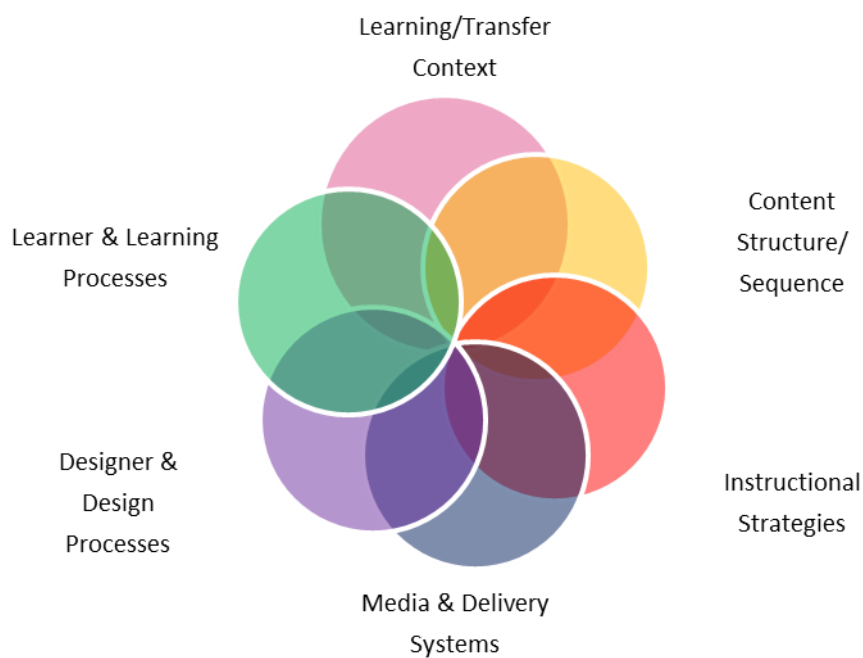 Learning/Transfer
Context
Content
Structure/
Sequence
Learner & Learning
Processes
Designer &
Design
Processes
Instructional
Strategies
Media & Delivery
Systems